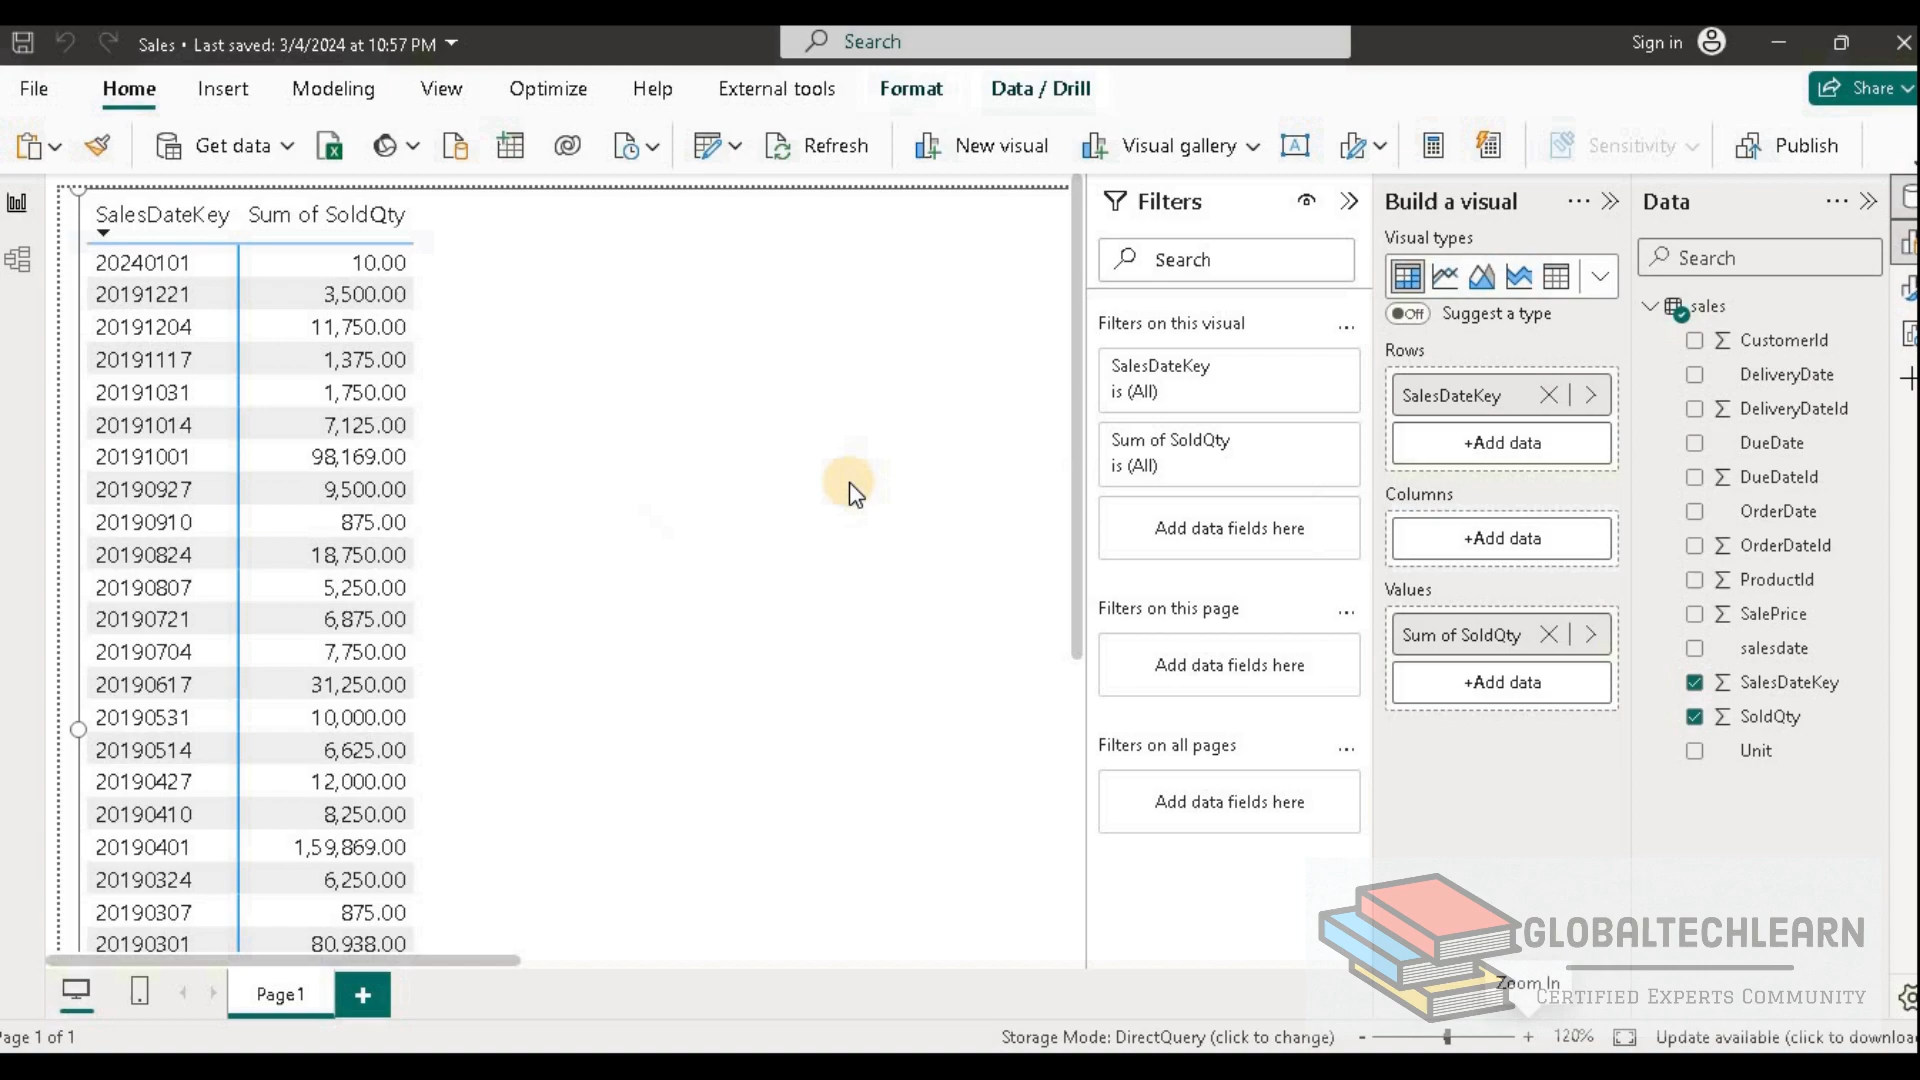 Sales • Last saved: 3/4/2024 at 10:57 PM
Search
Sign in
File
Home
Insert
Modeling
View
Optimize
Help
External tools
Format
Data / Drill
Share
Get data
Refresh
New visual
Visual gallery
A
Sensitivity
Publish
SalesDateKey Sum of SoldQty
20240101 10.00
20191221 3,500.00
20191204 11,750.00
20191117 1,375.00
20191031 1,750.00
20191014 7,125.00
20191001 98,169.00
20190927 9,500.00
20190910 875.00
20190824 18,750.00
20190807 5,250.00
20190721 6,875.00
20190704 7,750.00
20190617 31,250.00
20190531 10,000.00
20190514 6,625.00
20190427 12,000.00
20190410 8,250.00
20190401 1,59,869.00
20190324 6,250.00
20190307 875.00
20190301 80,938.00
Filters
Search
Filters on this visual
SalesDateKey
is (All)
Sum of SoldQty
is (All)
Add data fields here
Filters on this page
Add data fields here
Filters on all pages
Add data fields here
Build a visual
Visual types
Off Suggest a type
Rows
SalesDateKey
+Add data
Columns
+Add data
Values
Sum of SoldQty
+Add data
Data
Search
sales
CustomerId
DeliveryDate
DeliveryDateId
DueDate
DueDateId
OrderDate
OrderDateId
ProductId
SalePrice
salesdate
SalesDateKey
SoldQty
Unit
GLOBALTECHLEARN
Zoom In
CERTIFIED EXPERTS COMMUNITY
Page 1
Page 1 of 1
Storage Mode: DirectQuery (click to change)
- + 120%
Update available (click to download